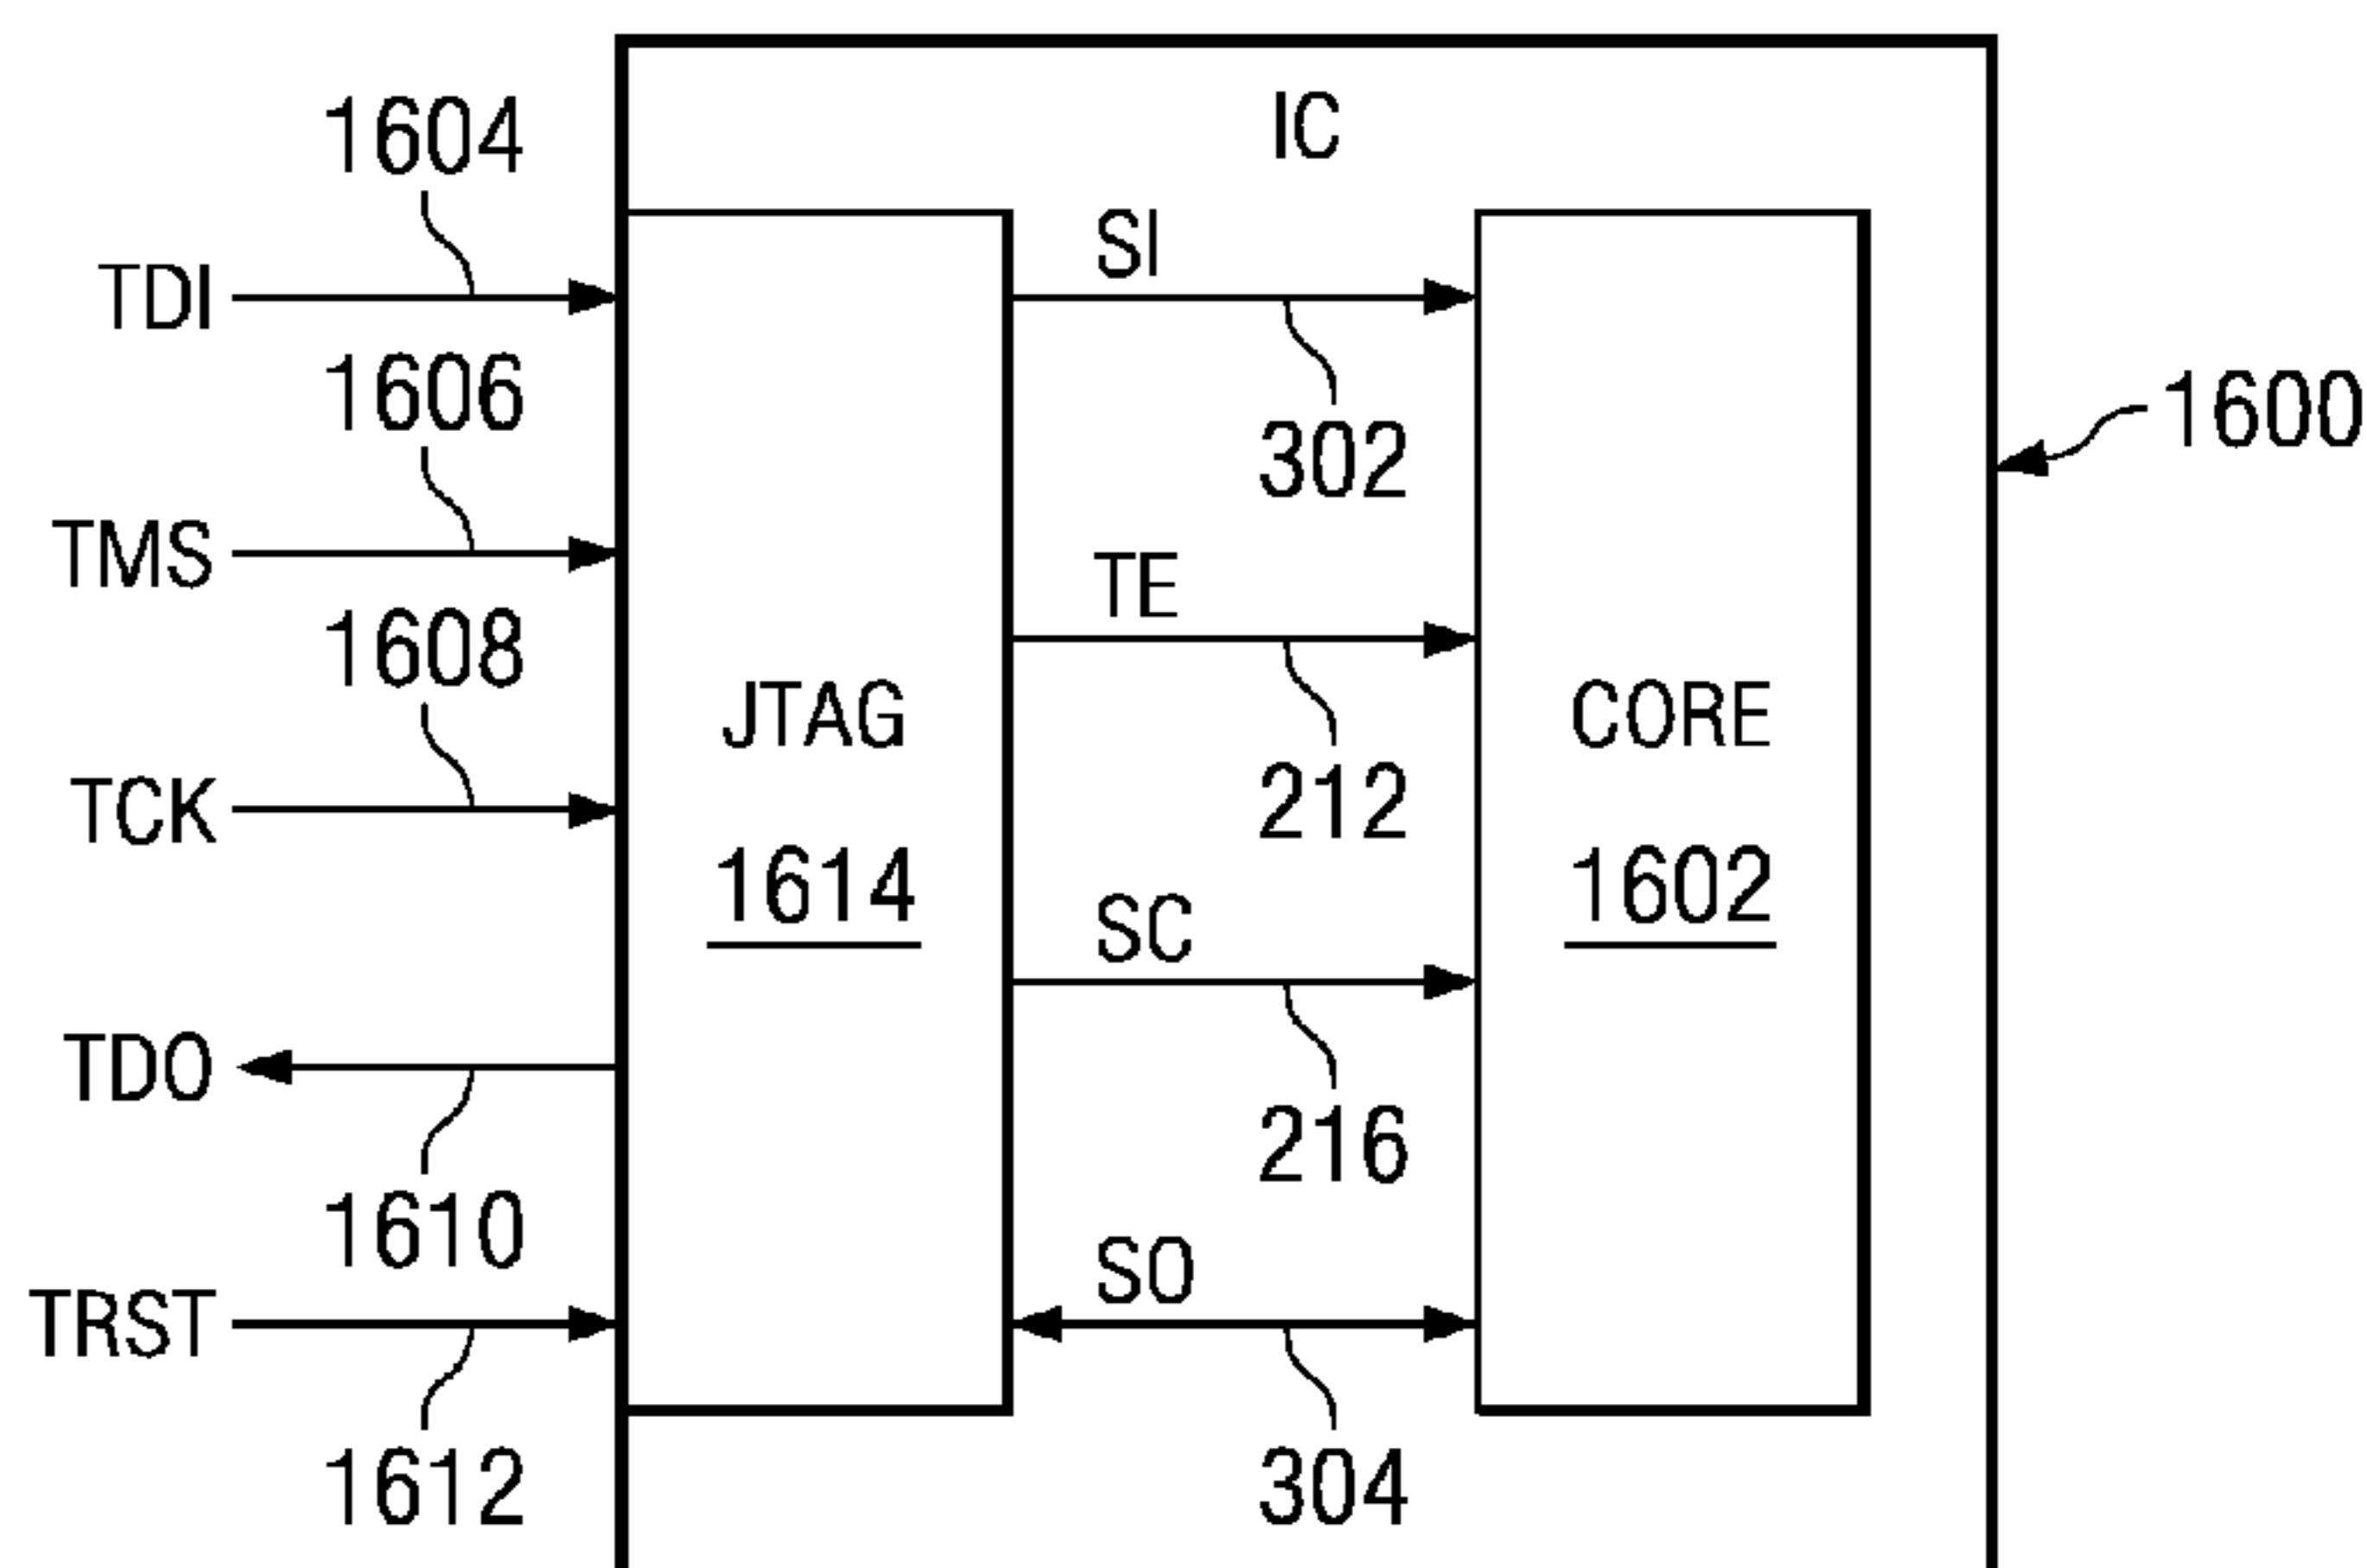 IC
1604
TDI
1606
TMS
1608
TCK
TDO
1610
TRST
1612
JTAG
1614
SI
302
TE
212
SC
216
SO
304
CORE
1602
1600